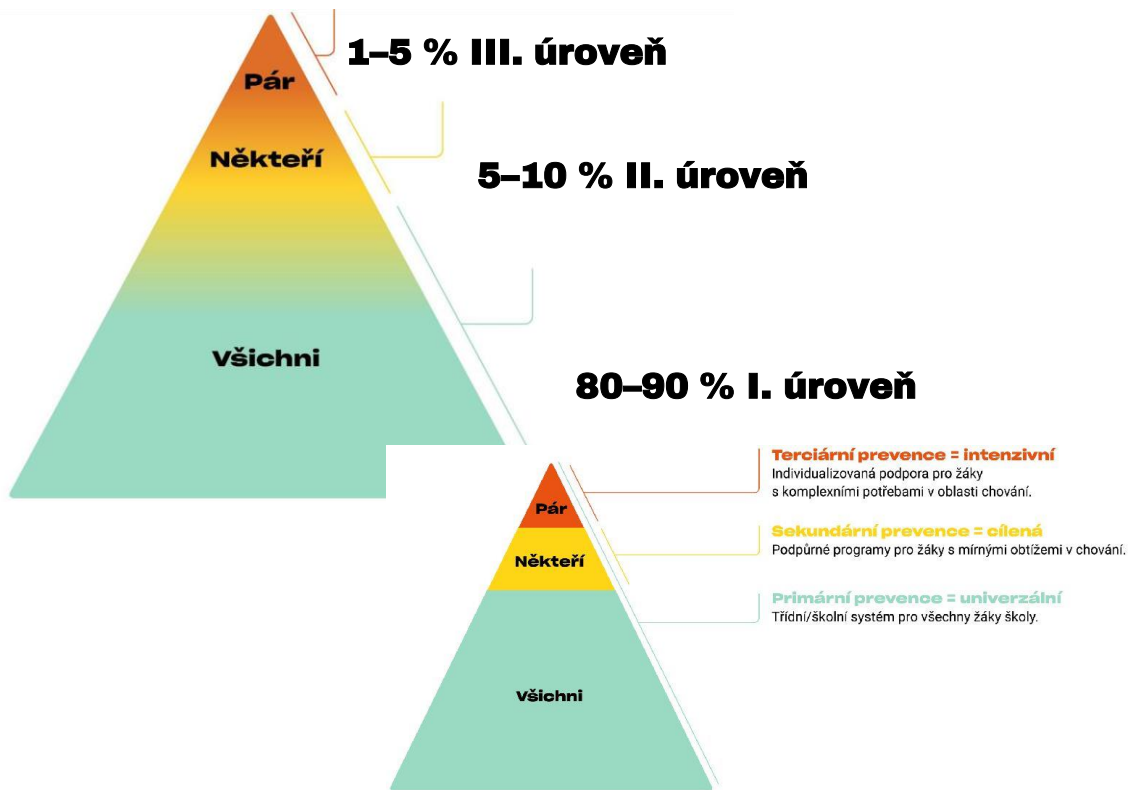 1–5 % III. úroveň
Pár
Někteří
5–10 % II. úroveň
Všichni
80–90 % I. úroveň
Terciární prevence = intenzivní
Individualizovaná podpora pro žáky
s komplexními potřebami v oblasti chování.
Pár
Sekundární prevence = cílená
Podpůrné programy pro žáky s mírnými obtížemi v chování.
Někteří
Primární prevence = univerzální
Třídní/školní systém pro všechny žáky školy.
Všichni